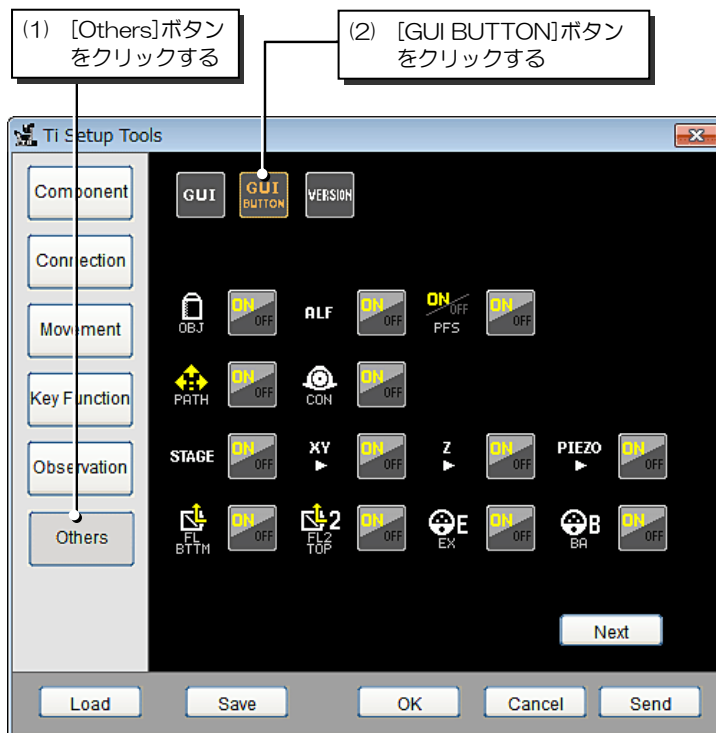 (1) [Others]ボタン
をクリックする
(2) [GUI BUTTON]ボタン
をクリックする
Ti Setup Tools
Component
GUI
GUI
BUTTON
VERSION
Connection
Movement
OBJ
ON
OFF
ALF
ON
OFF
ON
OFF
PFS
ON
OFF
Key Function
PATH
ON
OFF
CON
ON
OFF
Observation
STAGE
ON
OFF
XY
ON
OFF
Z
ON
OFF
PIEZO
ON
OFF
Others
FL
BTTM
ON
OFF
2
FL2
TOP
ON
OFF
E
EX
ON
OFF
B
BA
ON
OFF
Next
Load
Save
OK
Cancel
Send